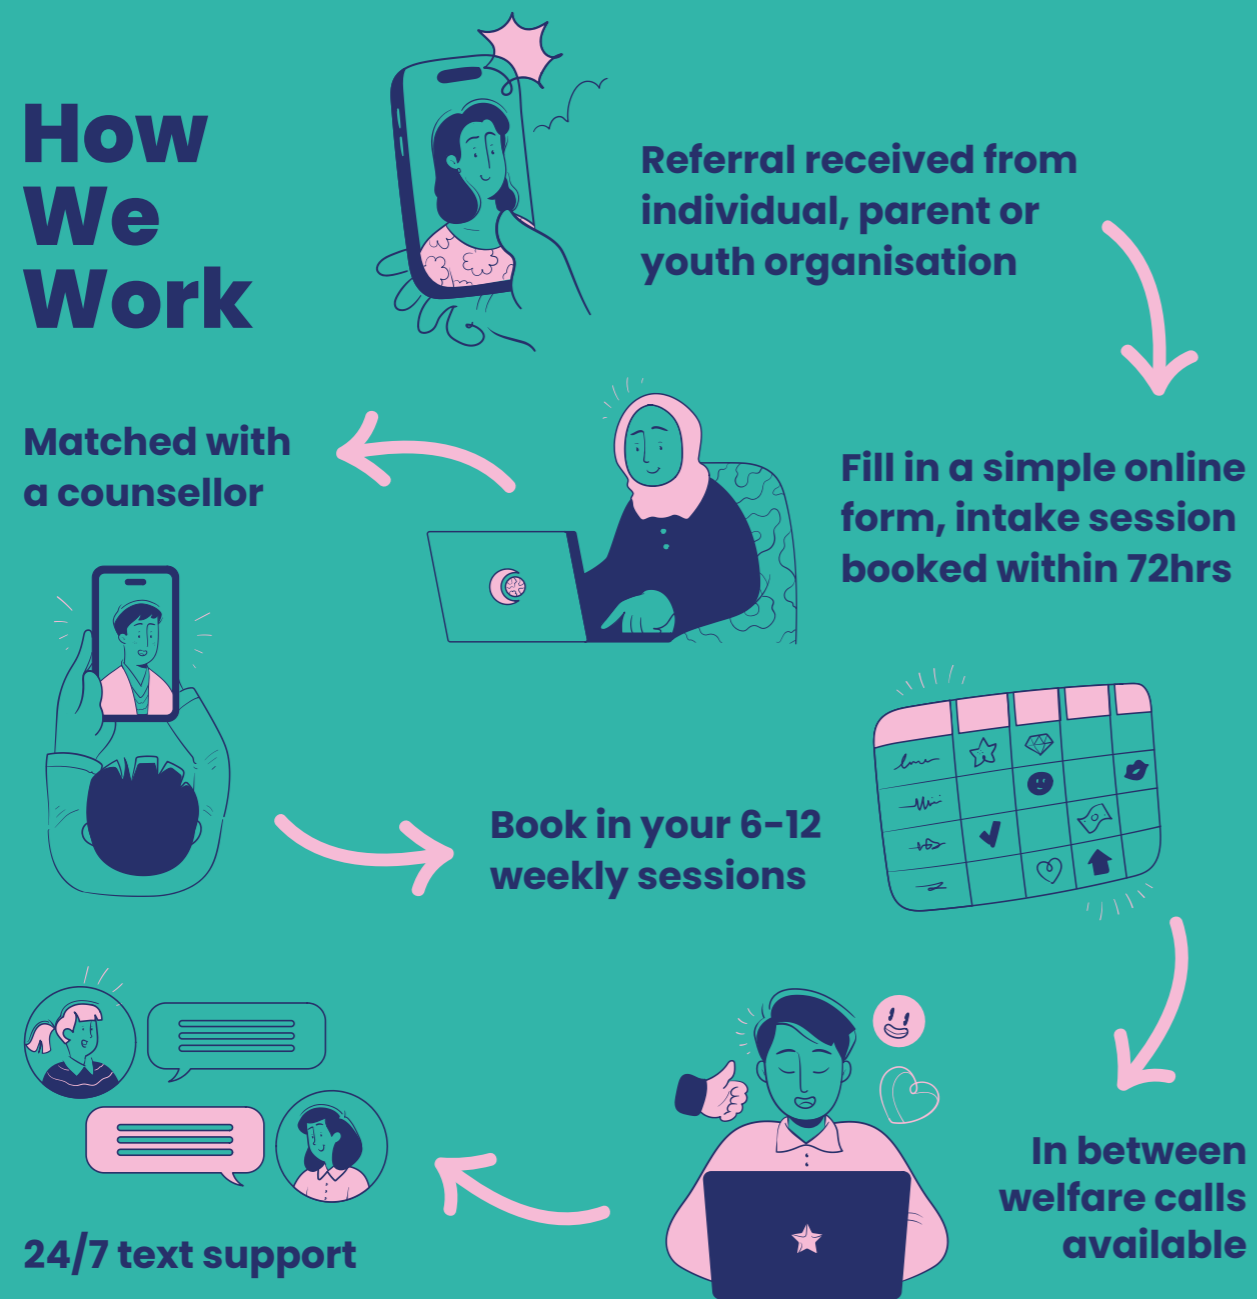 How
We
Work
Referral received from
individual, parent or
youth organisation
Fill in a simple online
form, intake session
booked within 72hrs
Matched with
a counsellor
Book in your 6-12
weekly sessions
In between
welfare calls
available
24/7 text support